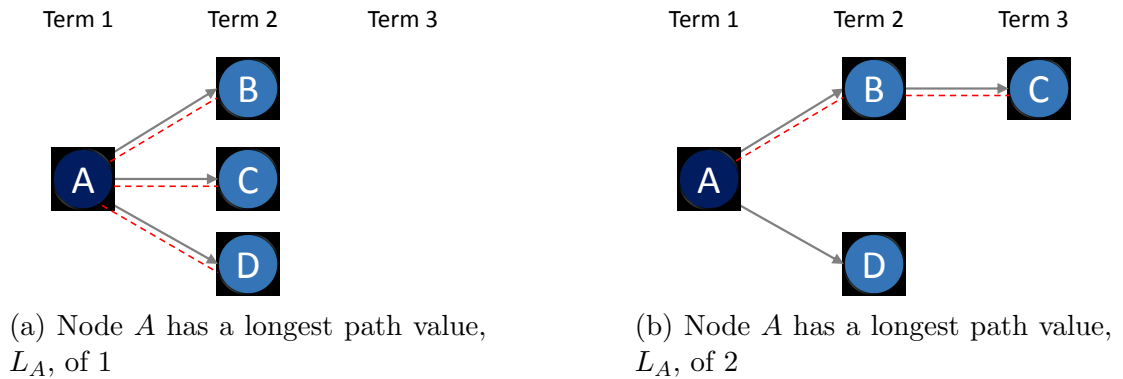 Term 1 Term 2 Term 3
B
A
C
D
(a) Node A has a longest path value,
L_A, of 1
Term 1 Term 2 Term 3
B C
A
D
(b) Node A has a longest path value,
L_A, of 2